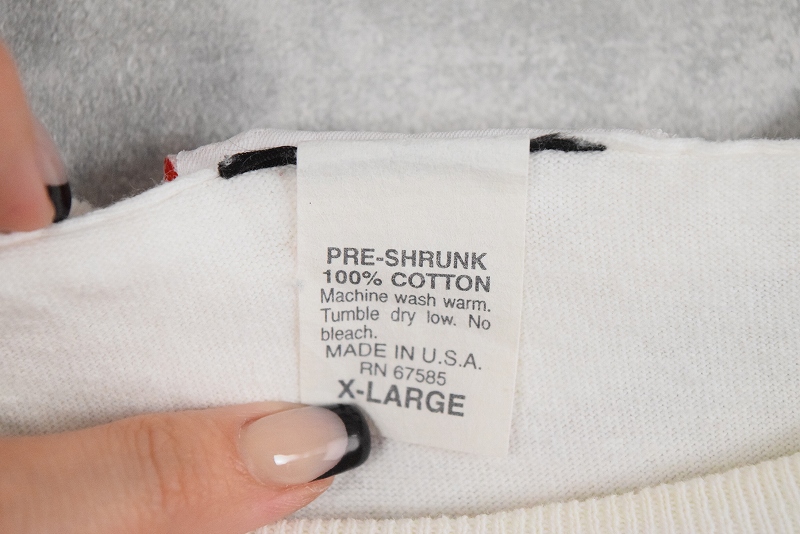 PRE-SHRUNK
100% COTTON
Machine wash warm.
Tumble dry low. No
bleach.
MADE IN U.S.A.
RN 67585
X-LARGE